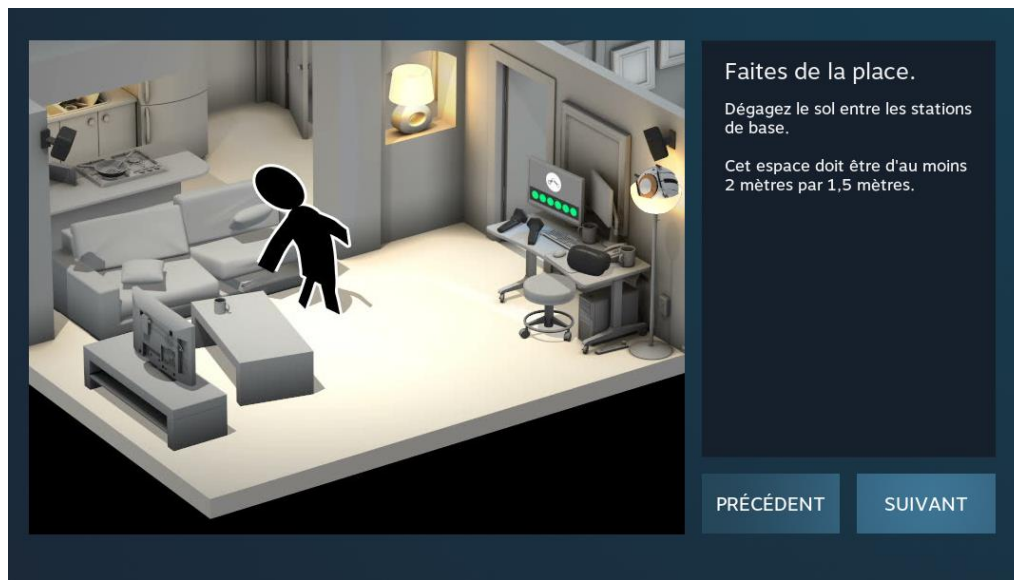 Faites de la place.
Dégagez le sol entre les stations
de base.
Cet espace doit être d'au moins
2 mètres par 1,5 mètres.
PRÉCÉDENT
SUIVANT